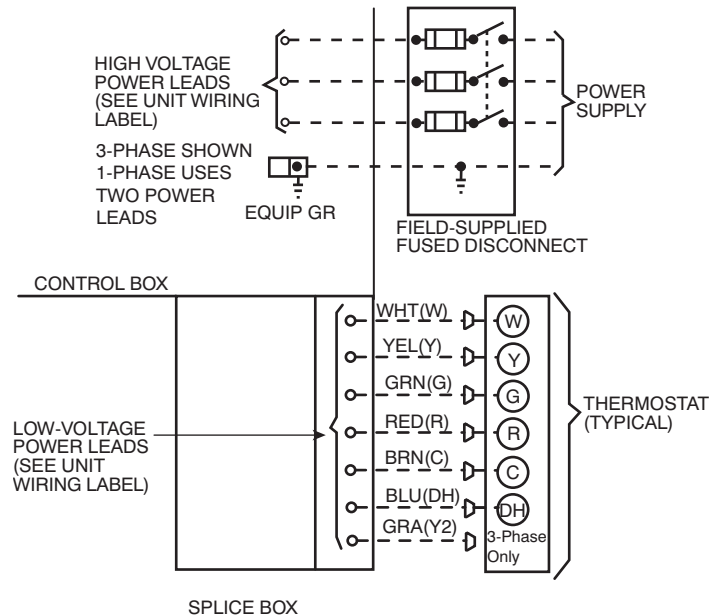 HIGH VOLTAGE
POWER LEADS
(SEE UNIT WIRING
LABEL)
POWER
SUPPLY
3-PHASE SHOWN
1-PHASE USES
TWO POWER
LEADS
EQUIP GR
FIELD-SUPPLIED
FUSED DISCONNECT
CONTROL BOX
WHT(W)
W
YEL(Y)
Y
GRN(G)
G
RED(R)
R
BRN(C)
C
BLU(DH)
DH
GRA(Y2)
3-Phase
Only
THERMOSTAT
(TYPICAL)
LOW-VOLTAGE
POWER LEADS
(SEE UNIT
WIRING LABEL)
SPLICE BOX